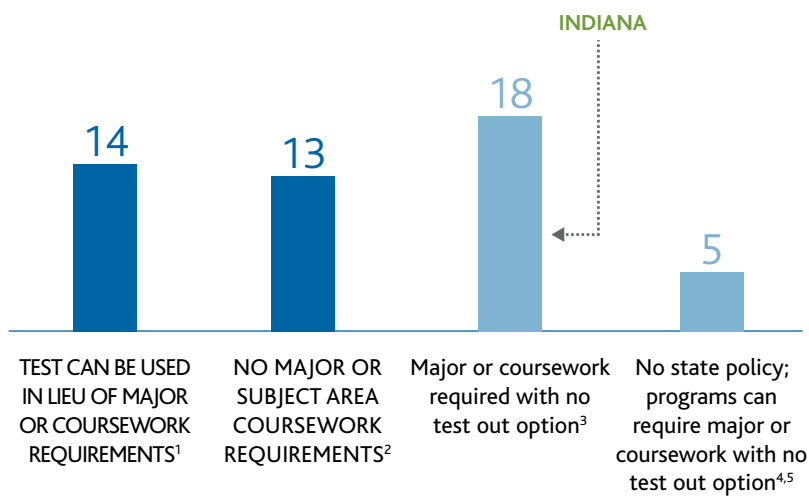 INDIANA
14
13
18
5
TEST CAN BE USED
IN LIEU OF MAJOR
OR COURSEWORK
REQUIREMENTS¹
NO MAJOR OR
SUBJECT AREA
COURSEWORK
REQUIREMENTS²
Major or coursework
required with no
test out option³
No state policy;
programs can
require major or
coursework with no
test out option⁴,⁵